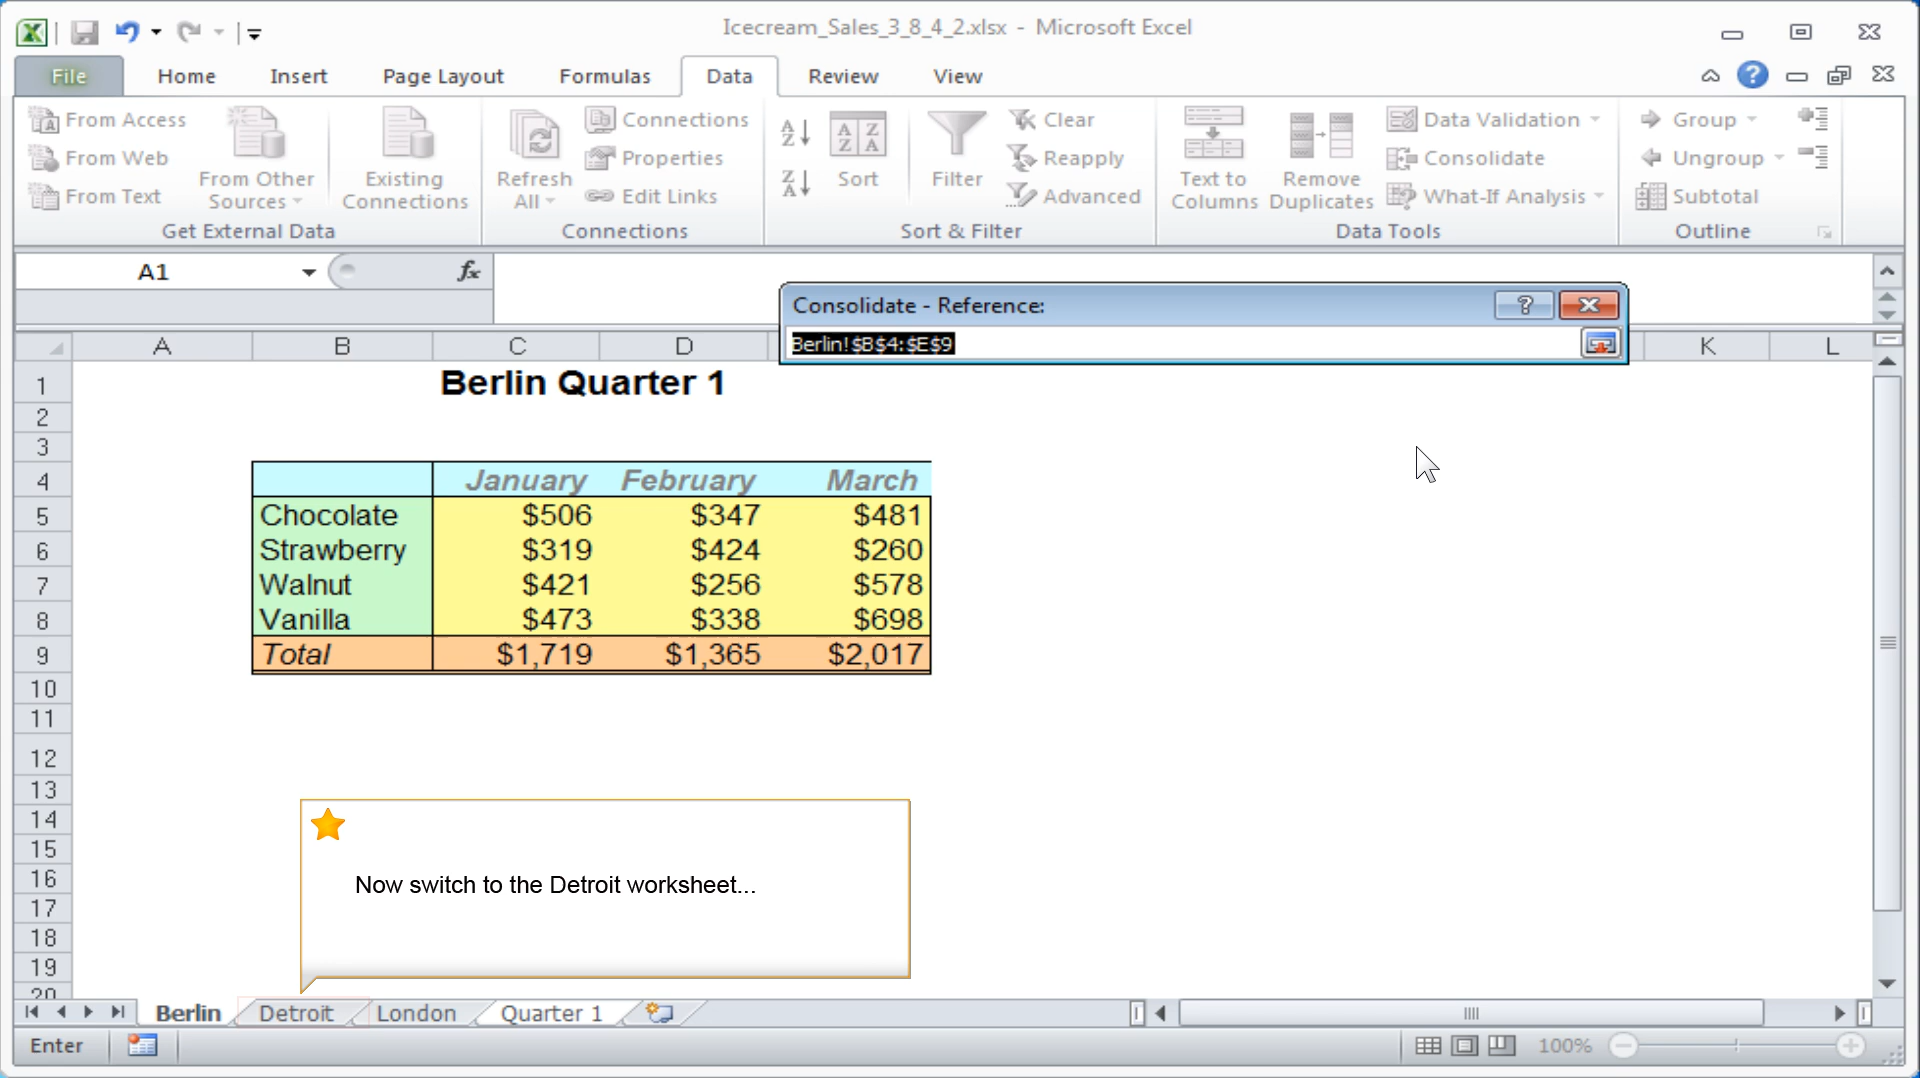 Icecream_Sales_3_8_4_2.xlsx - Microsoft Excel
File Home Insert Page Layout Formulas Data Review View
From Access
From Web
From Text
From Other Sources
Existing Connections
Get External Data
Refresh All
Connections
Properties
Edit Links
Connections
Sort
Filter
Clear
Reapply
Advanced
Sort & Filter
Text to Columns
Remove Duplicates
Data Validation
Consolidate
What-If Analysis
Data Tools
Group
Ungroup
Subtotal
Outline
A1 fx
Consolidate - Reference:
Berlin!$B$4:$E$9
A B C D K L
1 Berlin Quarter 1
2
3
4 January February March
5 Chocolate $506 $347 $481
6 Strawberry $319 $424 $260
7 Walnut $421 $256 $578
8 Vanilla $473 $338 $698
9 Total $1,719 $1,365 $2,017
10
11
12
13
14
15
16
17
18
19
20
Now switch to the Detroit worksheet...
Berlin Detroit London Quarter 1
Enter 100%